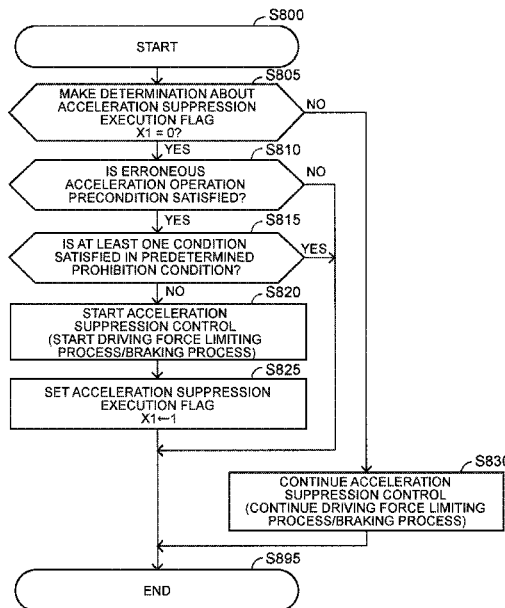 S800
START
S805
MAKE DETERMINATION ABOUT
ACCELERATION SUPPRESSION
EXECUTION FLAG
X1 = 0?
NO
YES
S810
IS ERRONEOUS
ACCELERATION OPERATION
PRECONDITION SATISFIED?
NO
YES
S815
IS AT LEAST ONE CONDITION
SATISFIED IN PREDETERMINED
PROHIBITION CONDITION?
YES
NO
S820
START ACCELERATION
SUPPRESSION CONTROL
(START DRIVING FORCE LIMITING
PROCESS/BRAKING PROCESS)
S825
SET ACCELERATION SUPPRESSION
EXECUTION FLAG
X1←1
S830
CONTINUE ACCELERATION
SUPPRESSION CONTROL
(CONTINUE DRIVING FORCE LIMITING
PROCESS/BRAKING PROCESS)
S895
END